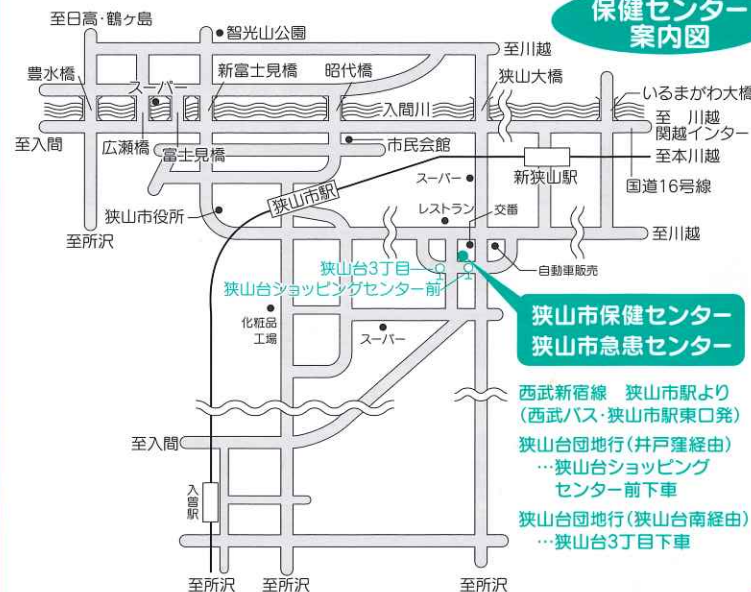 保健センター
案内図
至日高・鶴ヶ島
智光山公園
至川越
豊水橋
スーパー
新富士見橋
昭代橋
狭山大橋
いるまがわ大橋
入間川
至入間
広瀬橋
富士見橋
市民会館
至 川越
関越インター
至本川越
新狭山駅
国道16号線
スーパー
狭山市駅
狭山市役所
レストラン
交番
至所沢
至川越
狭山台3丁目
自動車販売
狭山台ショッピングセンター前
化粧品
工場
スーパー
狭山市保健センター
狭山市急患センター
西武新宿線 狭山市駅より
(西武バス・狭山市駅東口発)
狭山台団地行(井戸窪経由)
…狭山台ショッピング
センター前下車
狭山台団地行(狭山台南経由)
…狭山台3丁目下車
至入間
入曽駅
至所沢
至所沢
至所沢